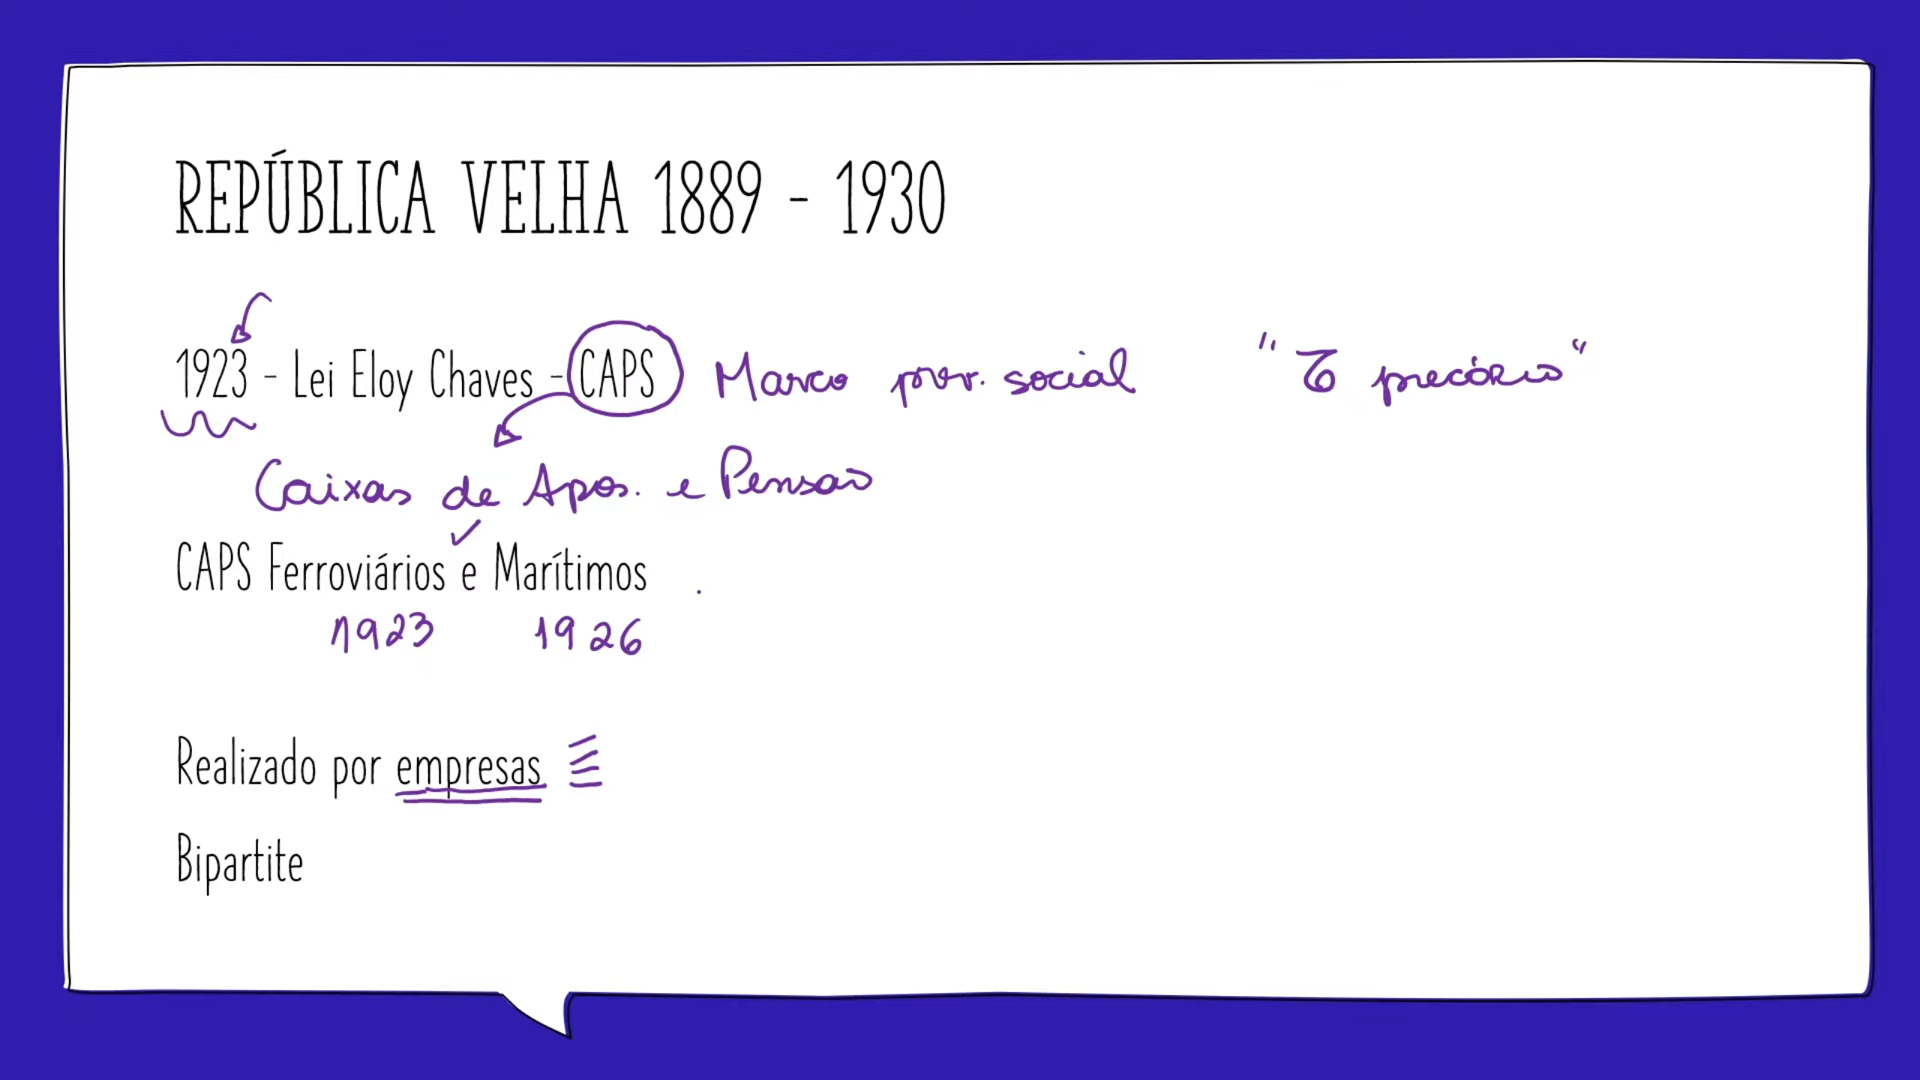 REPÚBLICA VELHA 1889 - 1930
1923 - Lei Eloy Chaves - CAPS Marco prev. social " precário "
Caixas de Apos. e Pensão
CAPS Ferroviários e Marítimos
1923 1926
Realizado por empresas
Bipartite